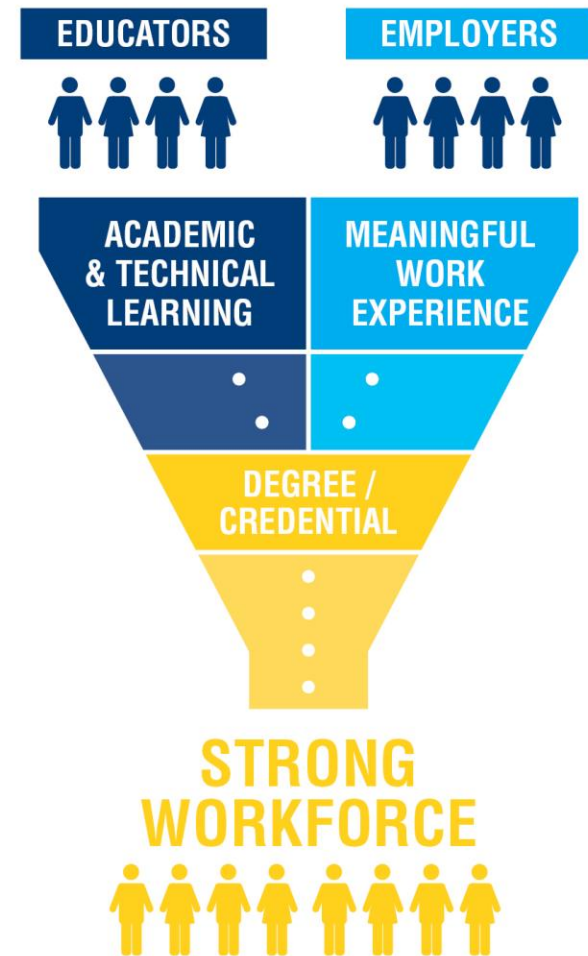 EDUCATORS
EMPLOYERS
ACADEMIC
& TECHNICAL
LEARNING
MEANINGFUL
WORK
EXPERIENCE
DEGREE /
CREDENTIAL
STRONG
WORKFORCE